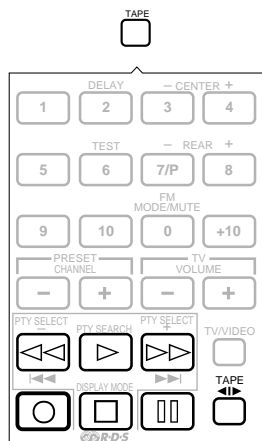 TAPE
DELAY – CENTER +
1 2 3 4
TEST – REAR +
5 6 7/P 8
FM
MODE/MUTE
9 10 0 +10
PRESET TV
CHANNEL VOLUME
– + – +
PTY SELECT – PTY SEARCH PTY SELECT + TV/VIDEO
TAPE
DISPLAY MODE
R·D·S